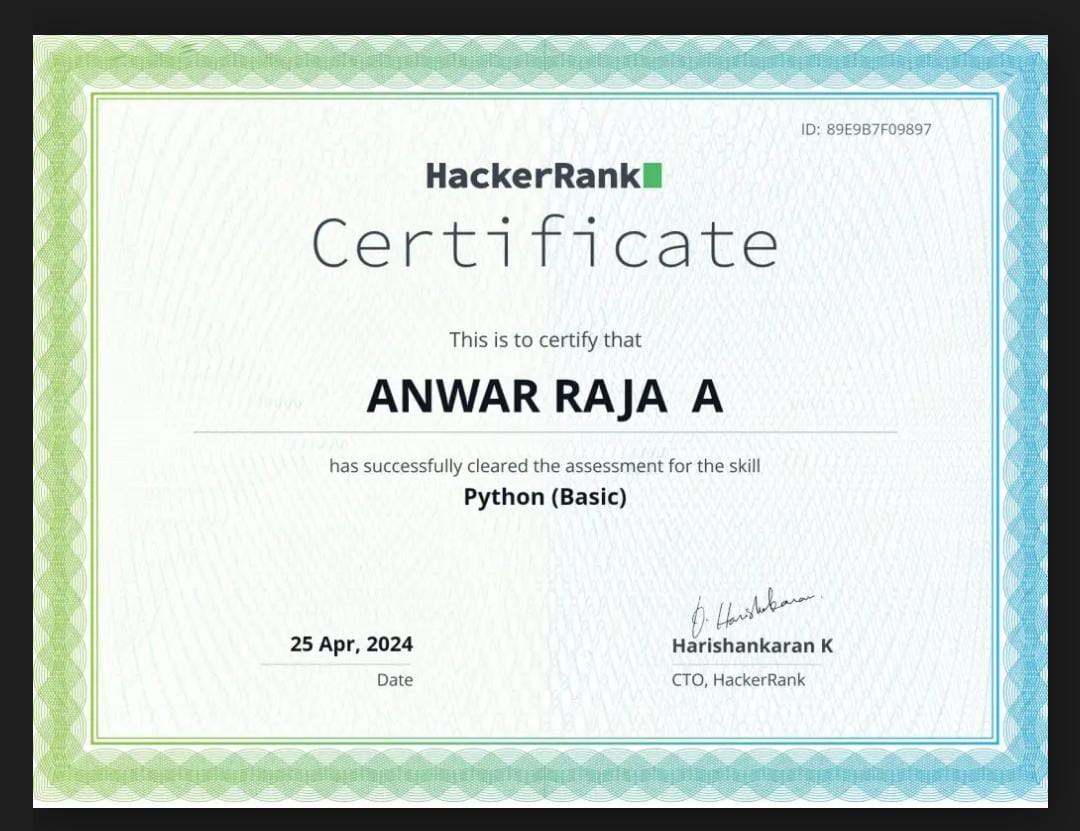 ID: 89E9B7F09897
HackerRank
Certificate
This is to certify that
ANWAR RAJA A
has successfully cleared the assessment for the skill
Python (Basic)
25 Apr, 2024
Date
Harishankaran K
CTO, HackerRank